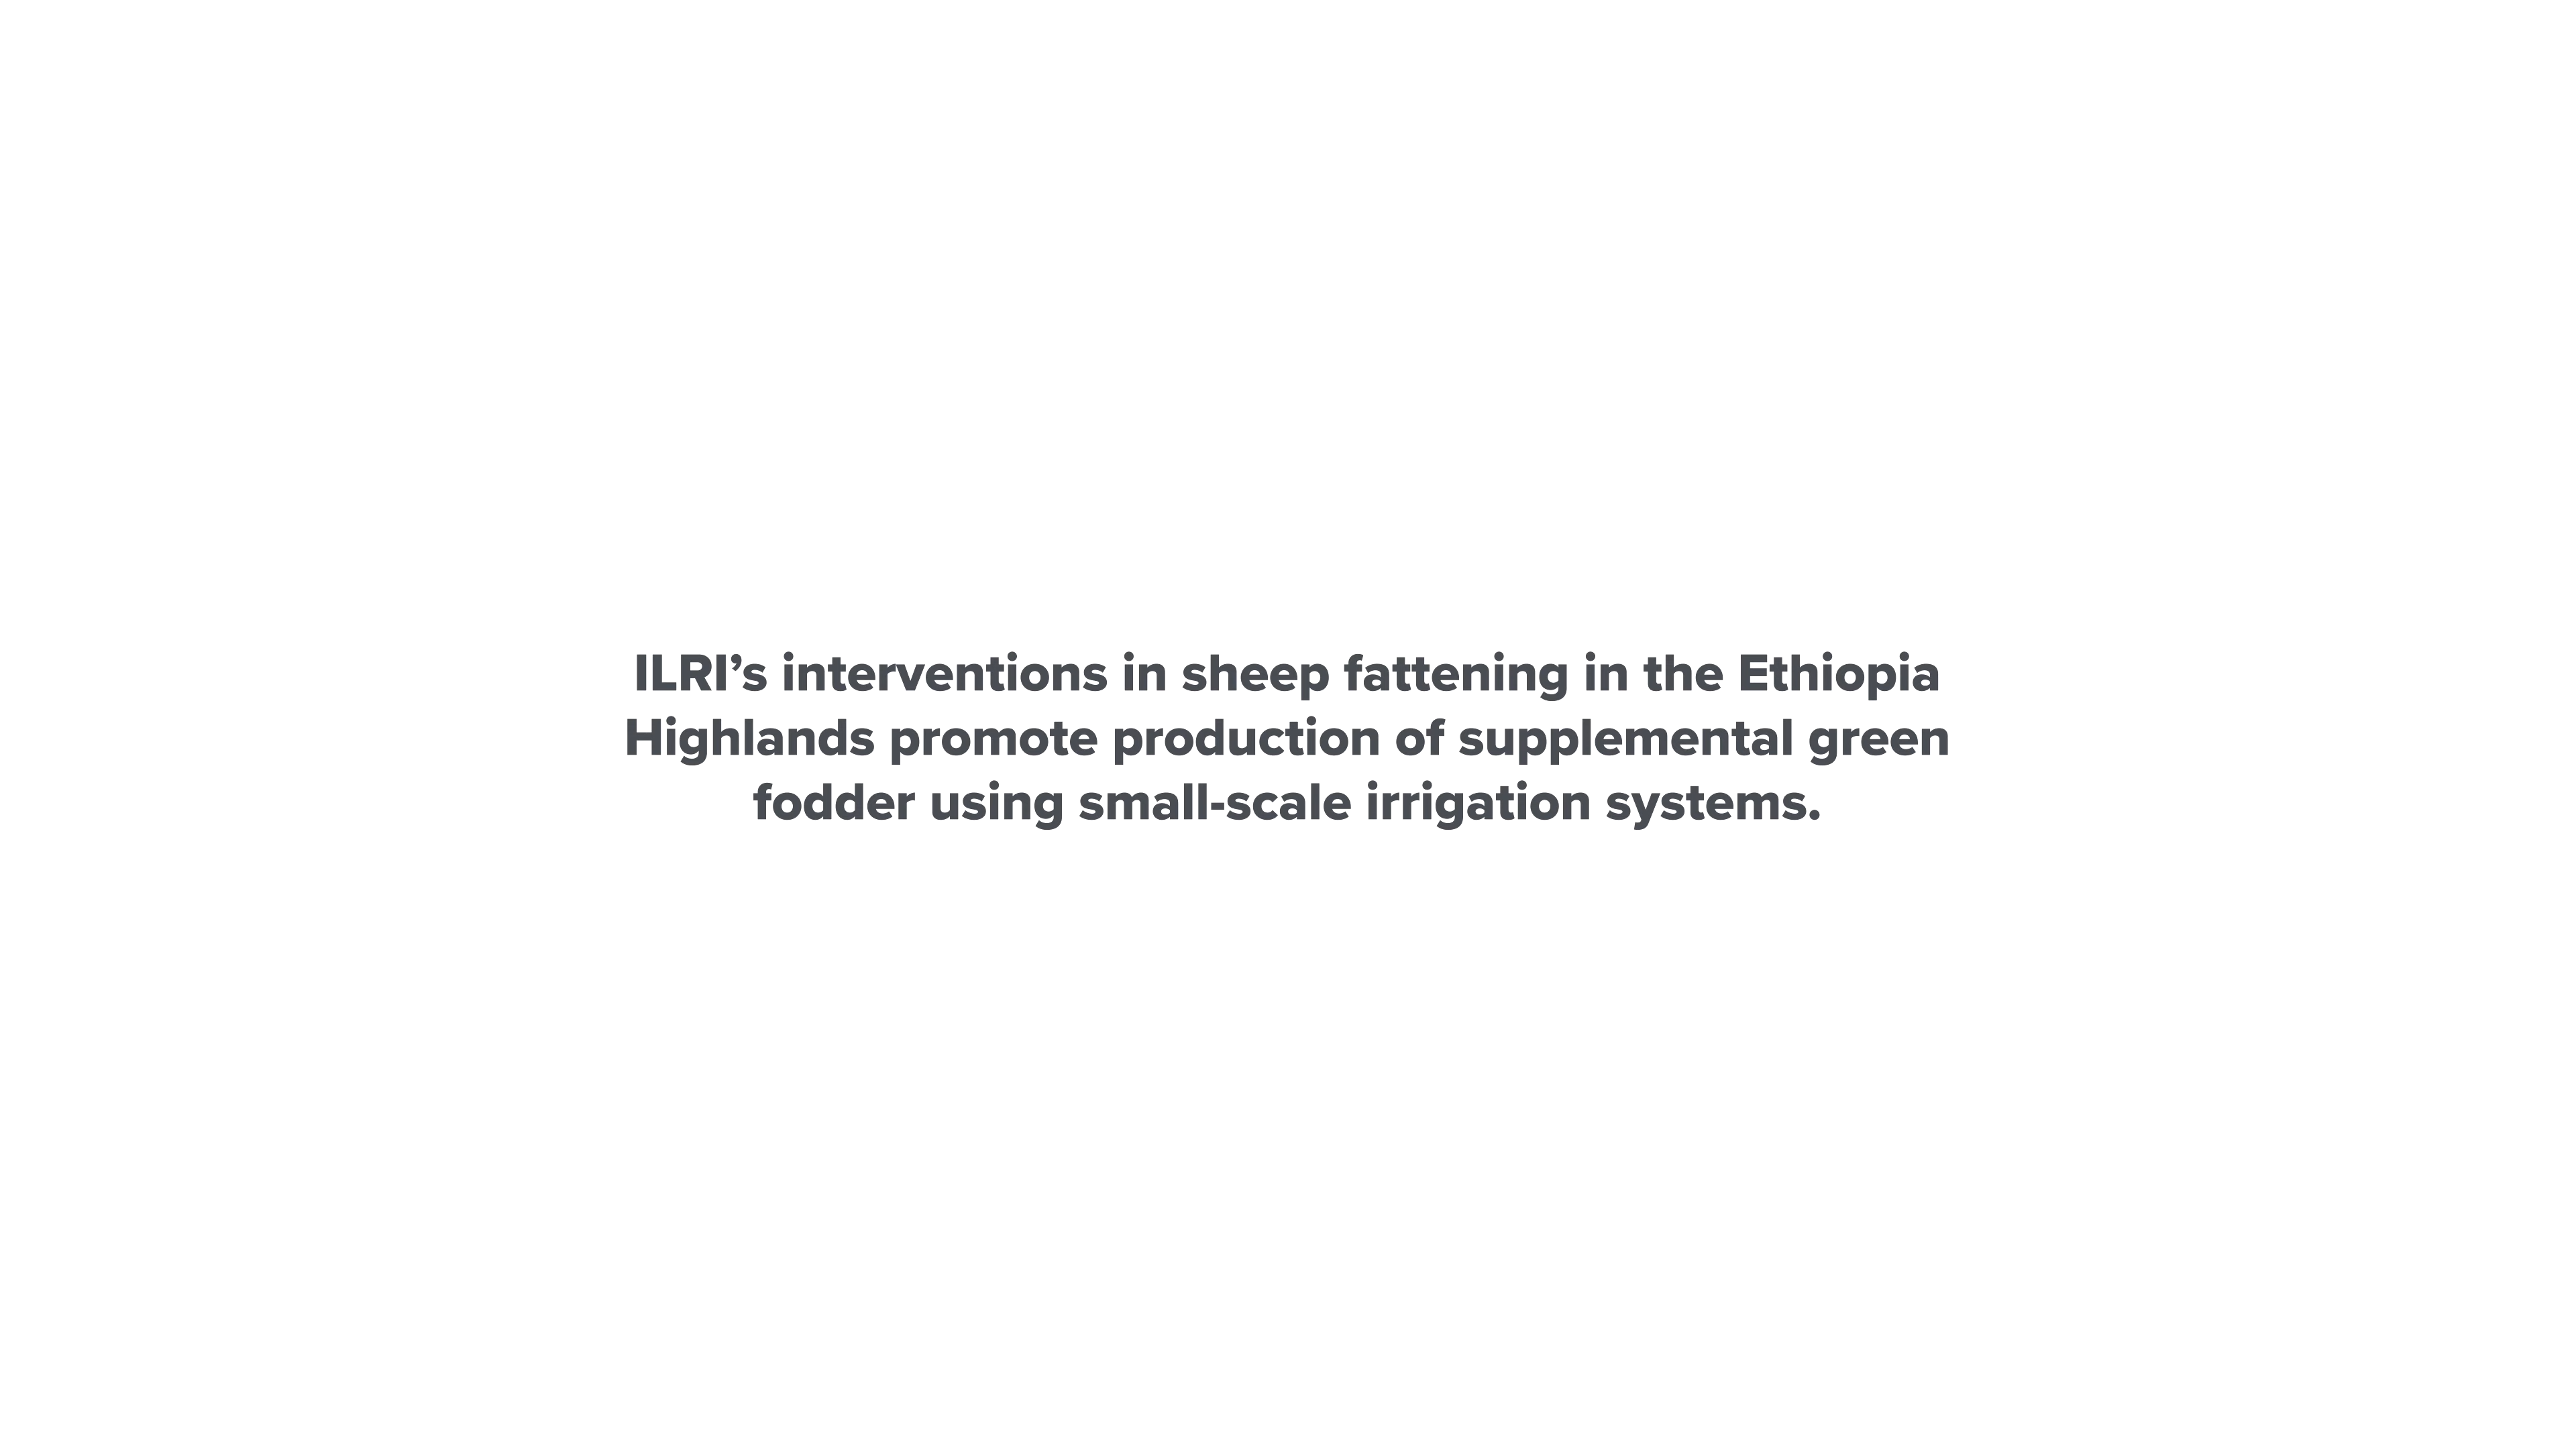 ILRI’s interventions in sheep fattening in the Ethiopia
Highlands promote production of supplemental green
fodder using small-scale irrigation systems.